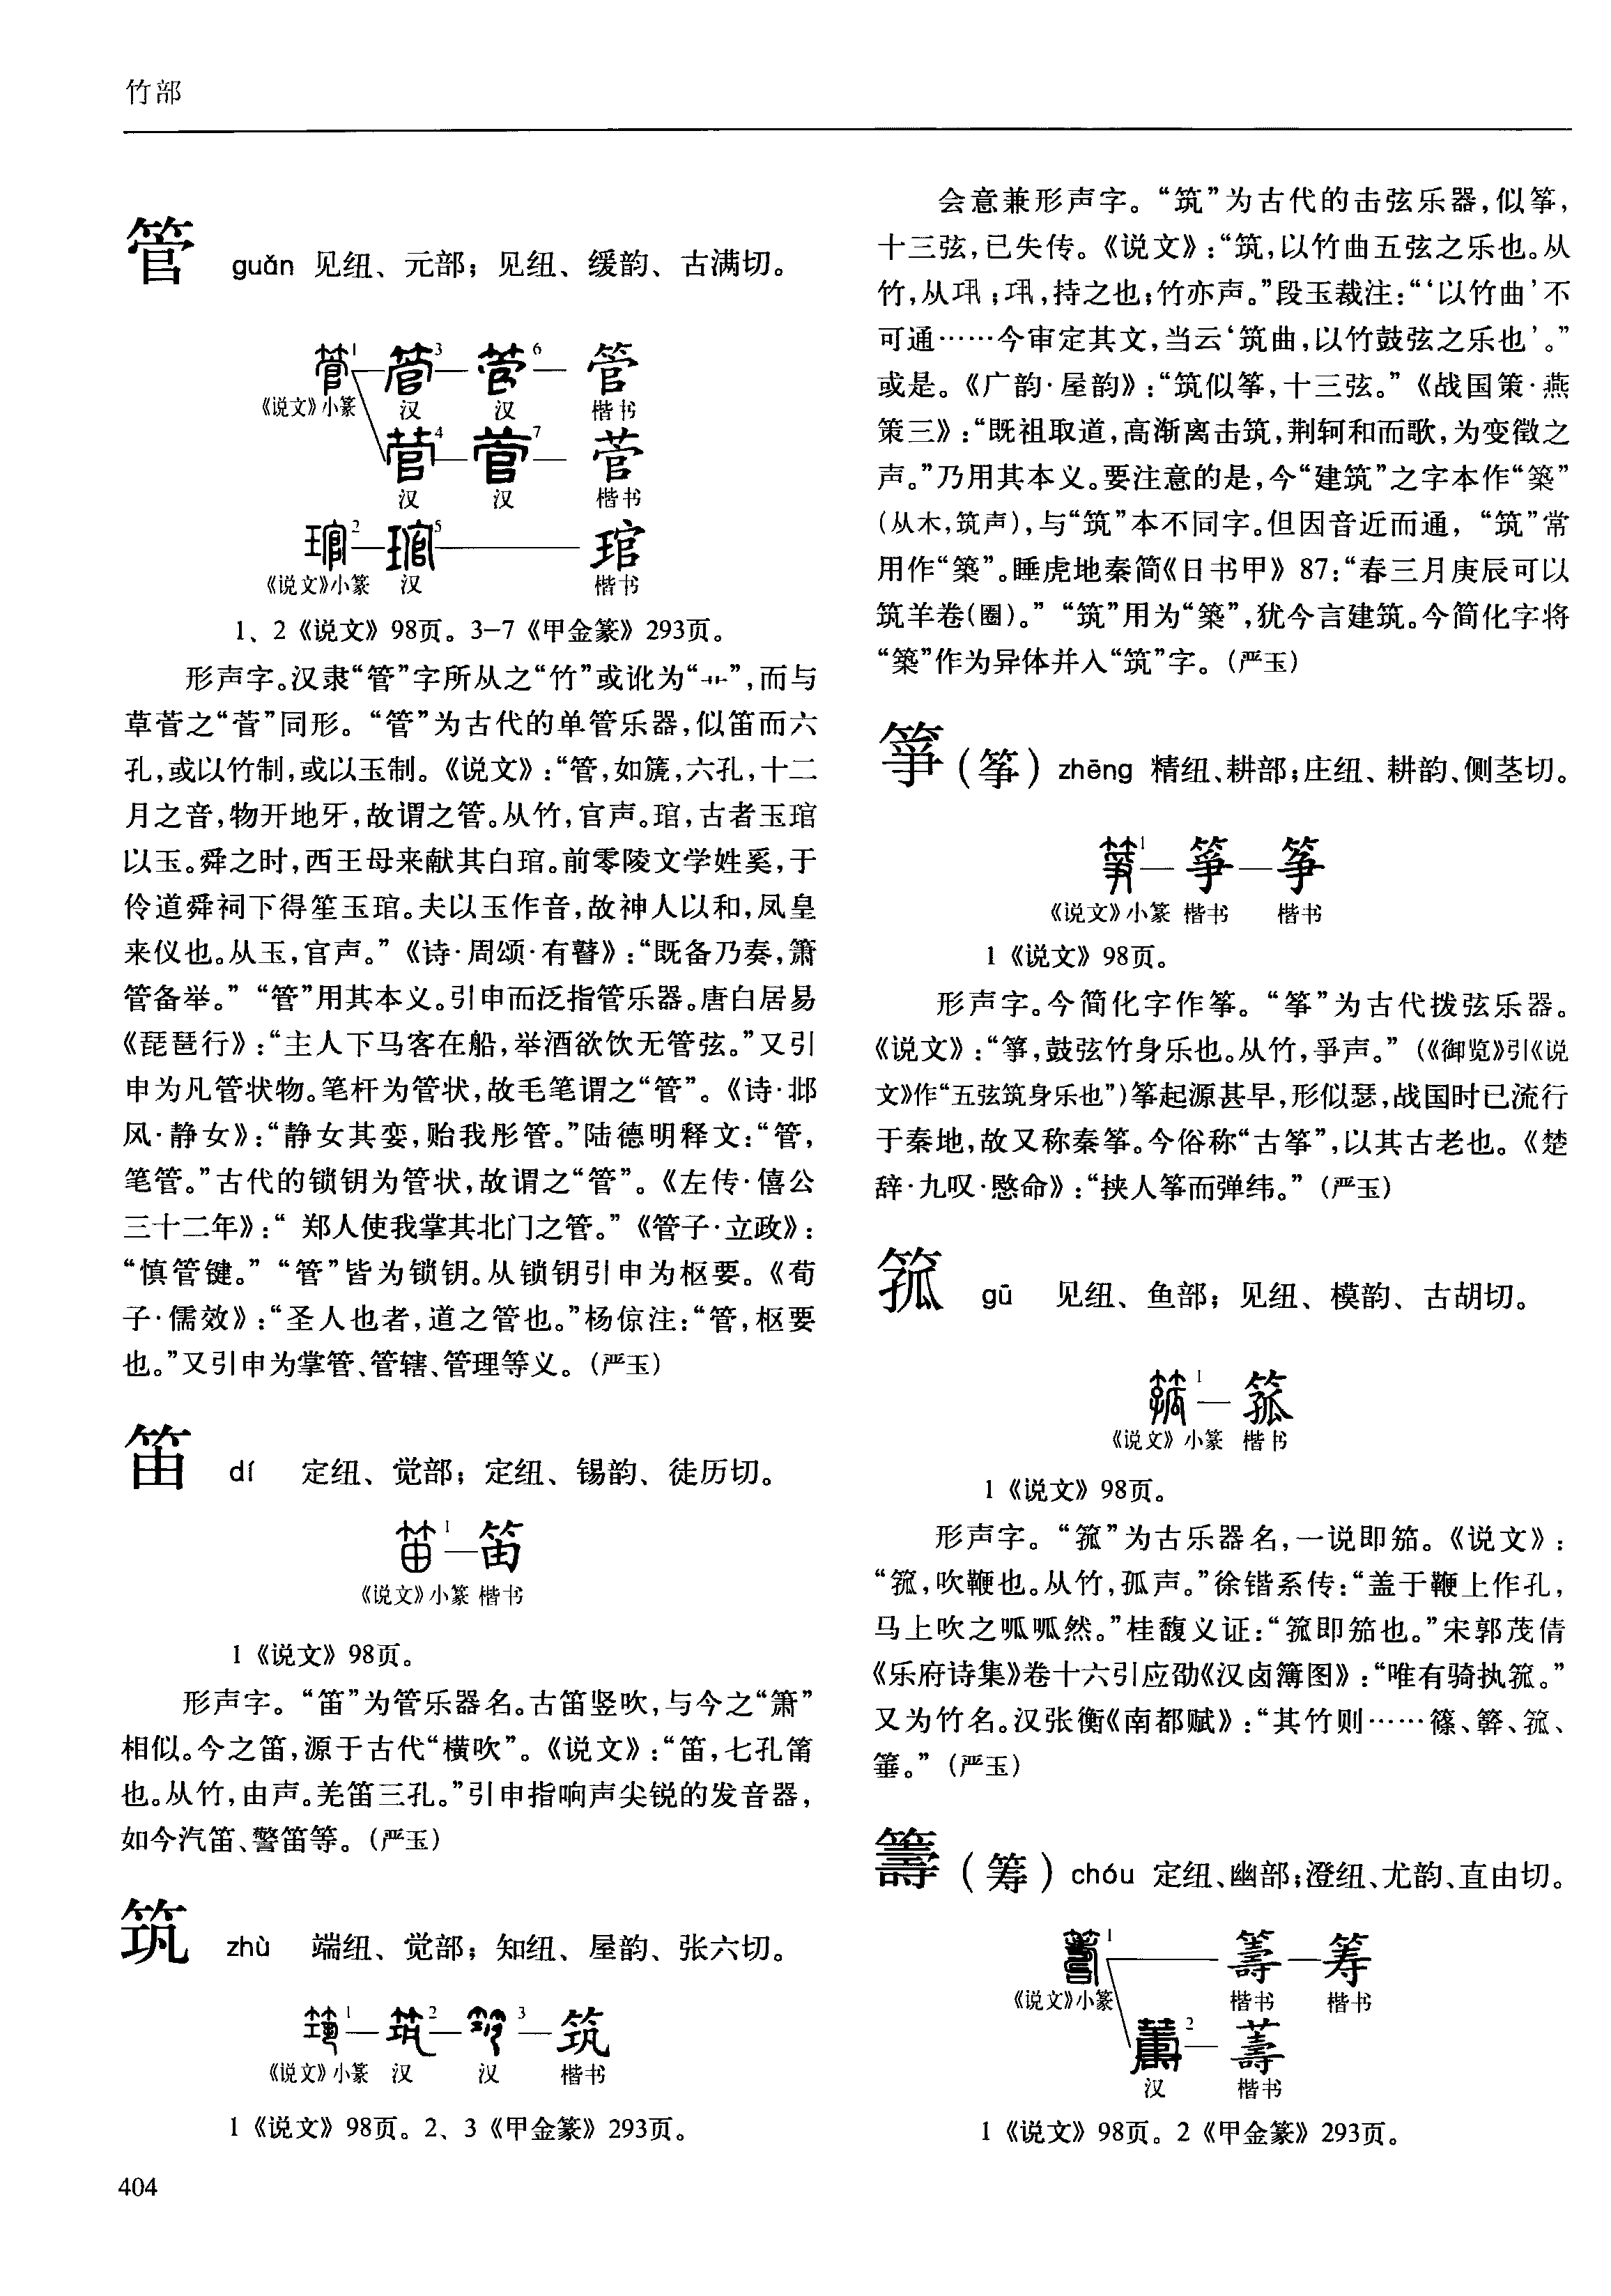 竹部
管 guǎn 见纽、元部；见纽、缓韵、古满切。
管
《说文》小篆 汉 汉 楷书
菅
汉 汉 楷书
琯
《说文》小篆 汉 楷书
1、2《说文》98页。3-7《甲金篆》293页。
形声字。汉隶“管”字所从之“竹”或讹为“艹”，而与
草菅之“菅”同形。“管”为古代的单管乐器，似笛而六
孔，或以竹制，或以玉制。《说文》：“管，如篪，六孔，十二
月之音，物开地牙，故谓之管。从竹，官声。琯，古者玉琯
以玉。舜之时，西王母来献其白琯。前零陵文学姓奚，于
伶道舜祠下得笙玉琯。夫以玉作音，故神人以和，凤皇
来仪也。从玉，官声。”《诗·周颂·有瞽》：“既备乃奏，箫
管备举。”“管”用其本义。引申而泛指管乐器。唐白居易
《琵琶行》：“主人下马客在船，举酒欲饮无管弦。”又引
申为凡管状物。笔杆为管状，故毛笔谓之“管”。《诗·邶
风·静女》：“静女其娈，贻我彤管。”陆德明释文：“管，
笔管。”古代的锁钥为管状，故谓之“管”。《左传·僖公
三十二年》：“ 郑人使我掌其北门之管。”《管子·立政》：
“慎管键。”“管”皆为锁钥。从锁钥引申为枢要。《荀
子·儒效》：“圣人也者，道之管也。”杨倞注：“管，枢要
也。”又引申为掌管、管辖、管理等义。（严玉）
笛 dí 定纽、觉部；定纽、锡韵、徒历切。
笛
《说文》小篆 楷书
1《说文》98页。
形声字。“笛”为管乐器名。古笛竖吹，与今之“箫”
相似。今之笛，源于古代“横吹”。《说文》：“笛，七孔筩
也。从竹，由声。羌笛三孔。”引申指响声尖锐的发音器，
如今汽笛、警笛等。（严玉）
筑 zhù 端纽、觉部；知纽、屋韵、张六切。
筑
《说文》小篆 汉 汉 楷书
1《说文》98页。2、3《甲金篆》293页。
404
会意兼形声字。“筑”为古代的击弦乐器，似筝，
十三弦，已失传。《说文》：“筑，以竹曲五弦之乐也。从
竹，从巩；巩，持之也；竹亦声。”段玉裁注：“‘以竹曲’不
可通……今审定其文，当云‘筑曲，以竹鼓弦之乐也’。”
或是。《广韵·屋韵》：“筑似筝，十三弦。”《战国策·燕
策三》：“既祖取道，高渐离击筑，荆轲和而歌，为变徵之
声。”乃用其本义。要注意的是，今“建筑”之字本作“築”
（从木，筑声），与“筑”本不同字。但因音近而通，“筑”常
用作“築”。睡虎地秦简《日书甲》87：“春三月庚辰可以
筑羊卷（圈）。”“筑”用为“築”，犹今言建筑。今简化字将
“築”作为异体并入“筑”字。（严玉）
箏（筝）zhēng 精纽、耕部；庄纽、耕韵、侧茎切。
箏 筝
《说文》小篆 楷书 楷书
1《说文》98页。
形声字。今简化字作筝。“筝”为古代拨弦乐器。
《说文》：“箏，鼓弦竹身乐也。从竹，爭声。”（《御览》引《说
文》作“五弦筑身乐也”）筝起源甚早，形似瑟，战国时已流行
于秦地，故又称秦筝。今俗称“古筝”，以其古老也。《楚
辞·九叹·愍命》：“挟人筝而弹纬。”（严玉）
箛 gū 见纽、鱼部；见纽、模韵、古胡切。
箛
《说文》小篆 楷书
1《说文》98页。
形声字。“箛”为古乐器名，一说即笳。《说文》：
“箛，吹鞭也。从竹，孤声。”徐锴系传：“盖于鞭上作孔，
马上吹之呱呱然。”桂馥义证：“箛即笳也。”宋郭茂倩
《乐府诗集》卷十六引应劭《汉卤簿图》：“唯有骑执箛。”
又为竹名。汉张衡《南都赋》：“其竹则……篠、簳、箛、
箠。”（严玉）
籌（筹）chóu 定纽、幽部；澄纽、尤韵、直由切。
籌 筹
《说文》小篆 楷书 楷书
薵
汉 楷书
1《说文》98页。2《甲金篆》293页。